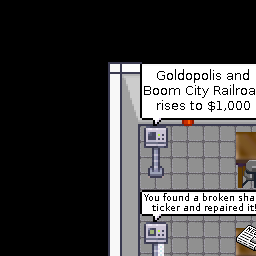 Goldopolis and
Boom City Railroa
rises to $1,000
You found a broken sha
ticker and repaired it!